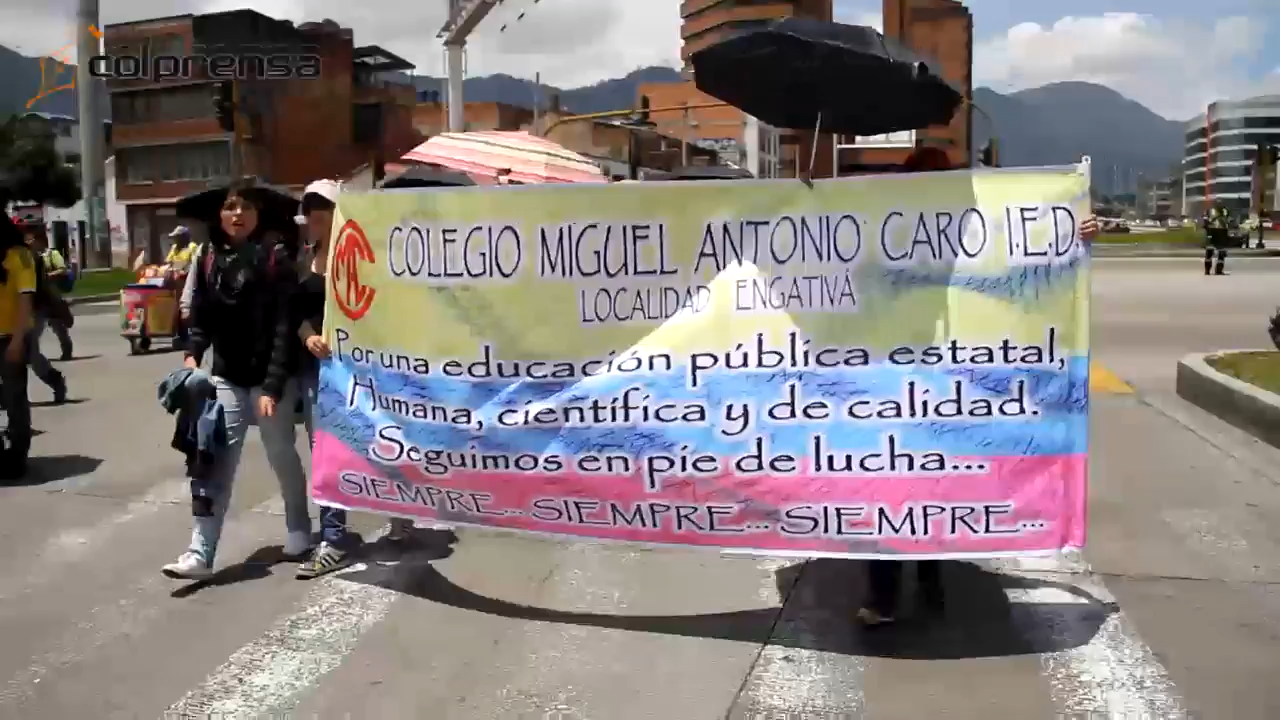 colprensa
MAC
COLEGIO MIGUEL ANTONIO CARO I.E.D.
LOCALIDAD ENGATIVÁ
Por una educación pública estatal,
Humana, científica y de calidad.
Seguimos en pie de lucha...
SIEMPRE... SIEMPRE... SIEMPRE...